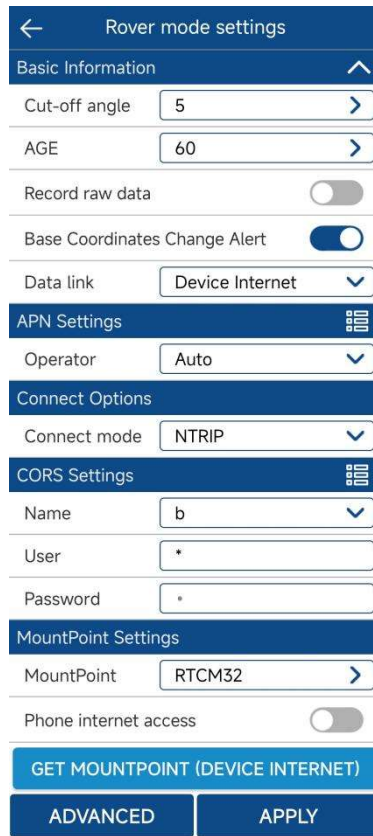 Rover mode settings
Basic Information
Cut-off angle 5
AGE 60
Record raw data
Base Coordinates Change Alert
Data link Device Internet
APN Settings
Operator Auto
Connect Options
Connect mode NTRIP
CORS Settings
Name b
User *
Password •
MountPoint Settings
MountPoint RTCM32
Phone internet access
GET MOUNTPOINT (DEVICE INTERNET)
ADVANCED APPLY